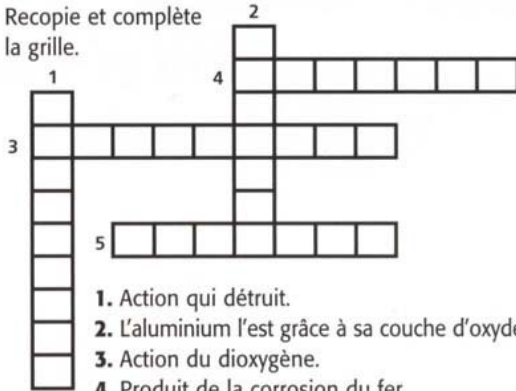 Recopie et complète
la grille.
2
1
4
3
5
1. Action qui détruit.
2. L'aluminium l'est grâce à sa couche d'oxyde
3. Action du dioxygène.
4. Produit de la corrosion du fer